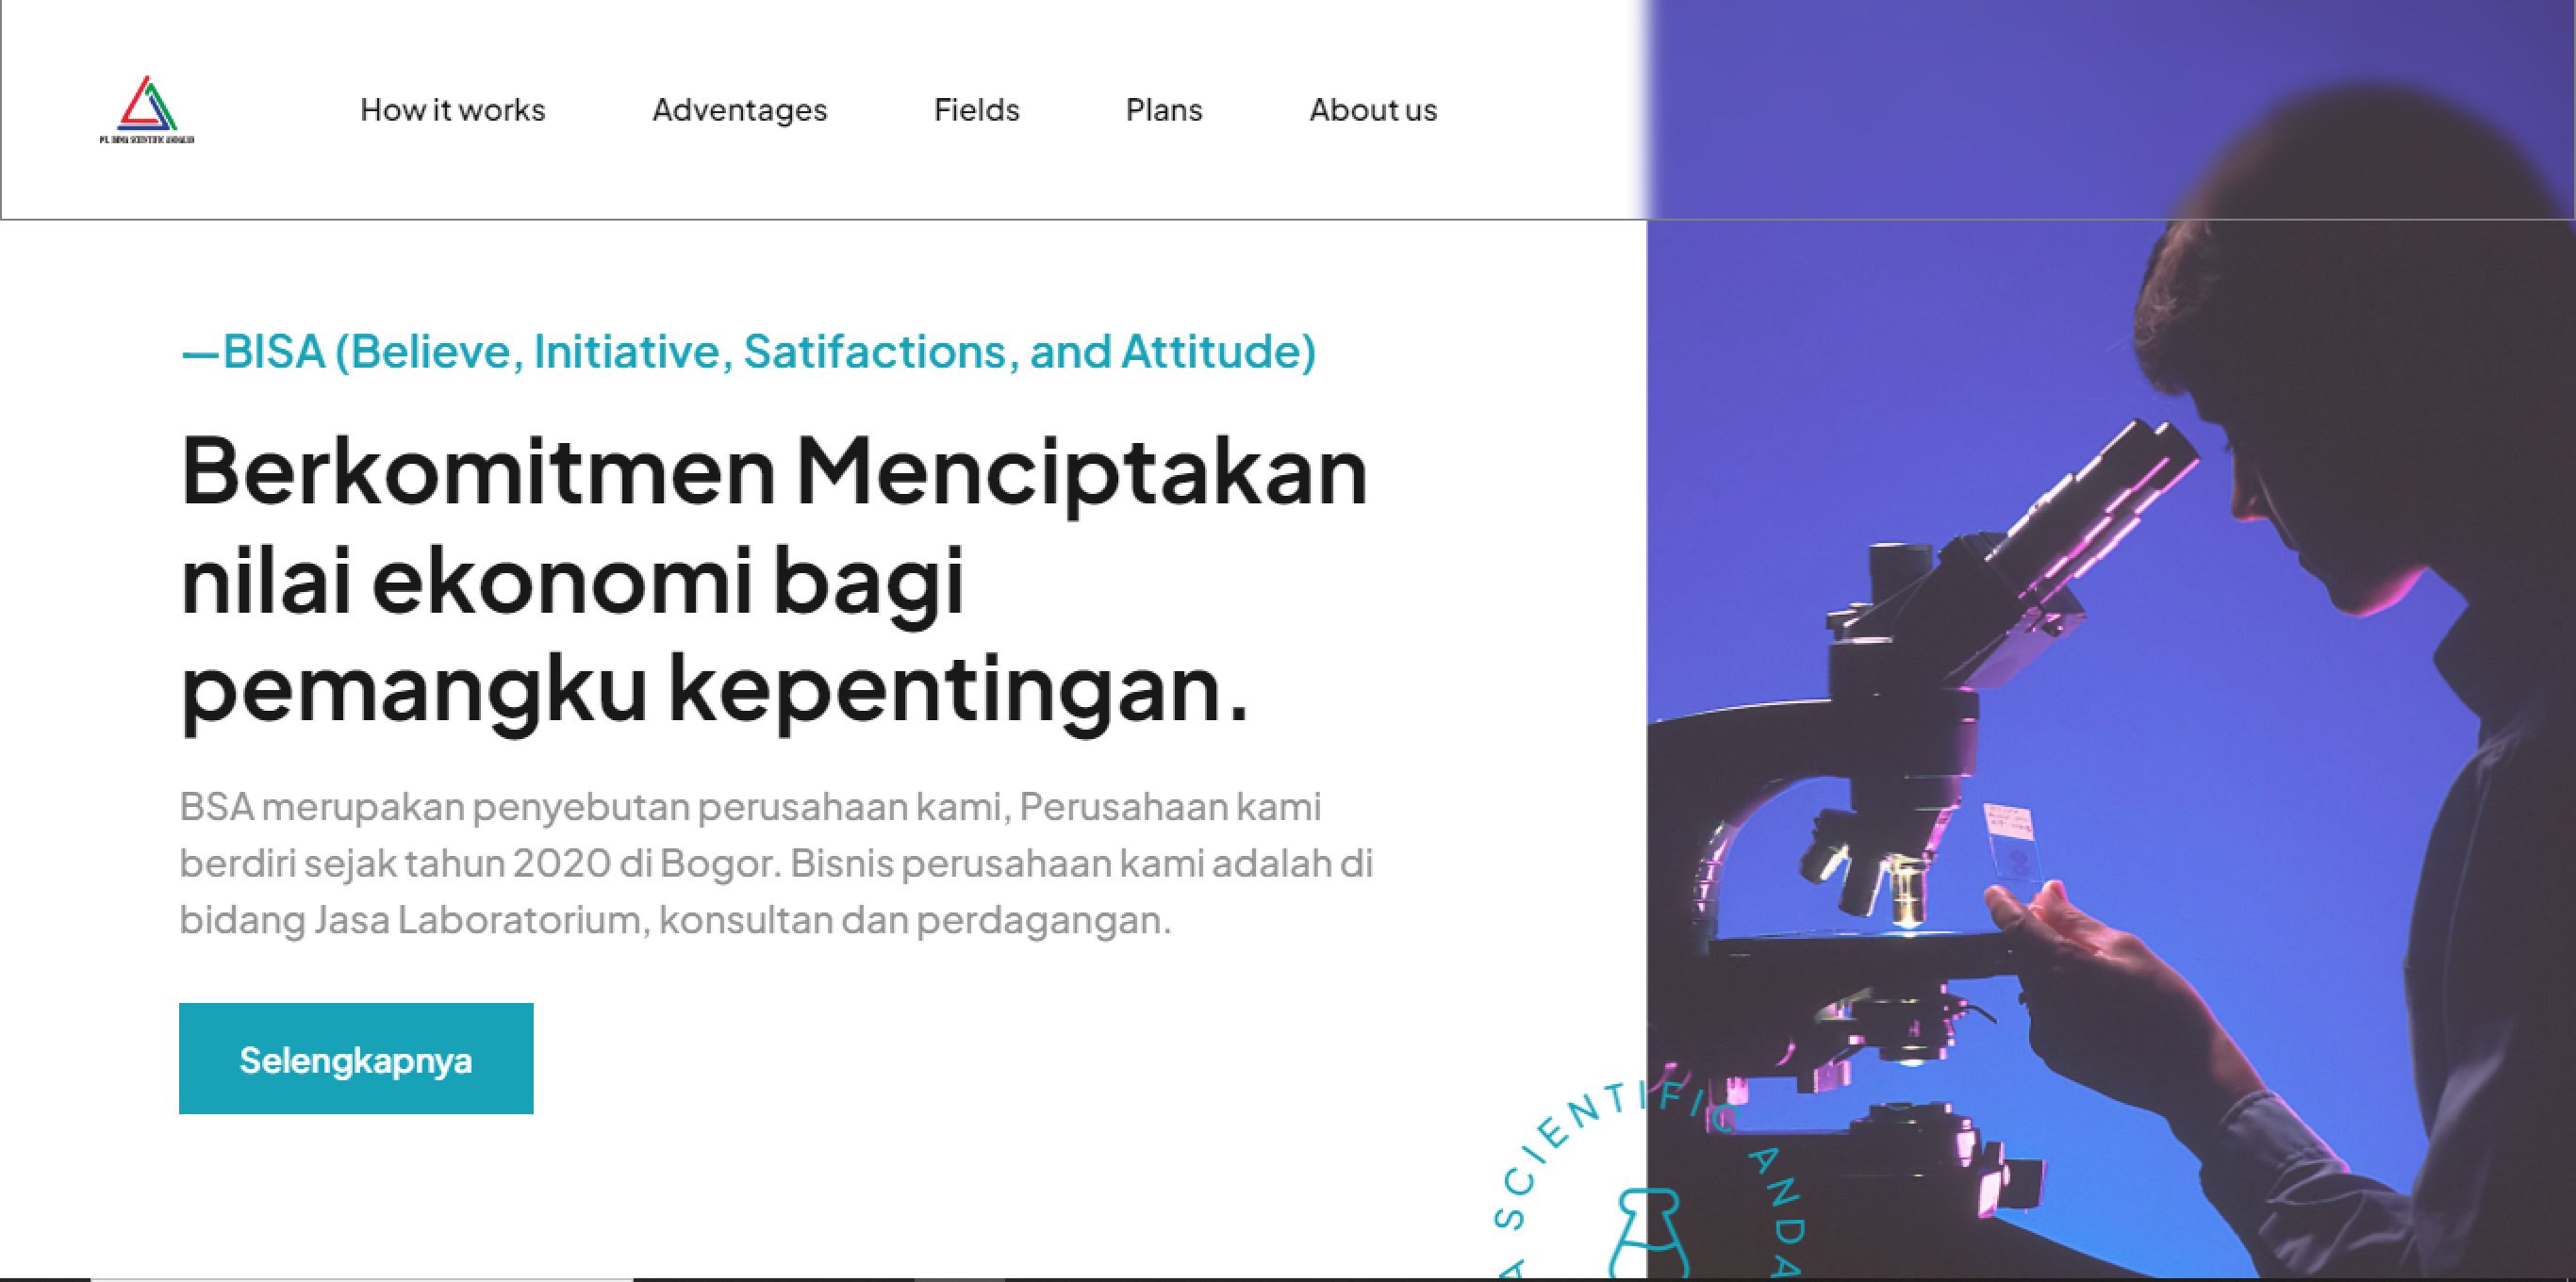 PT. BIMA SCIENTIFIC ANDALAS
How it works
Adventages
Fields
Plans
About us
—BISA (Believe, Initiative, Satifactions, and Attitude)
Berkomitmen Menciptakan
nilai ekonomi bagi
pemangku kepentingan.
BSA merupakan penyebutan perusahaan kami, Perusahaan kami
berdiri sejak tahun 2020 di Bogor. Bisnis perusahaan kami adalah di
bidang Jasa Laboratorium, konsultan dan perdagangan.
Selengkapnya
A SCIENTIFIC ANDA